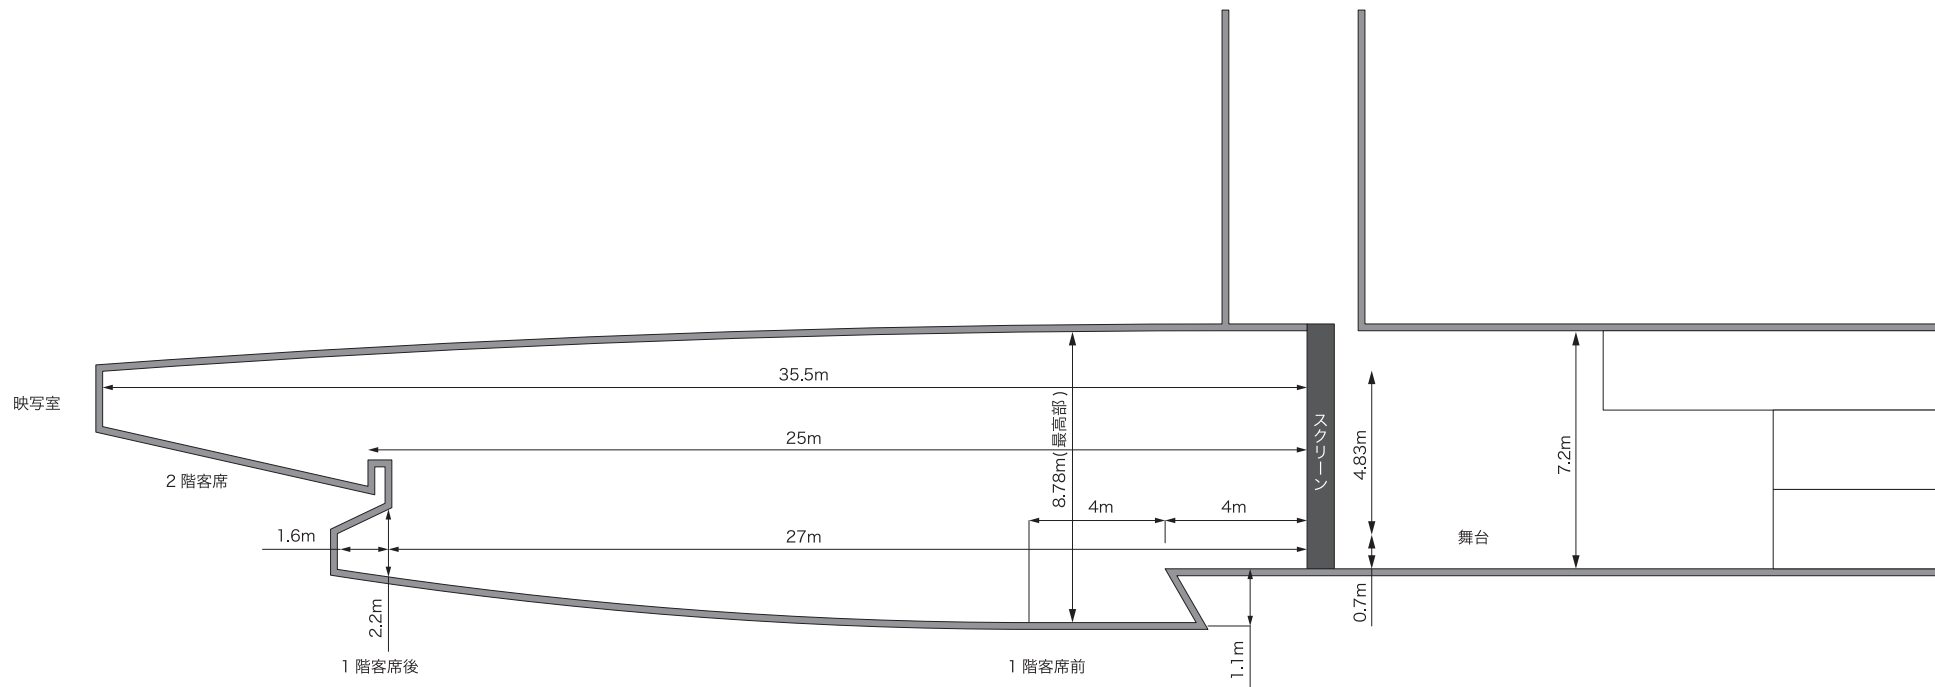 35.5m
映写室
25m
8.78m(最高部)
スクリーン
4.83m
7.2m
2 階客席
4m
4m
1.6m
27m
舞台
2.2m
0.7m
1.1m
1 階客席後
1 階客席前